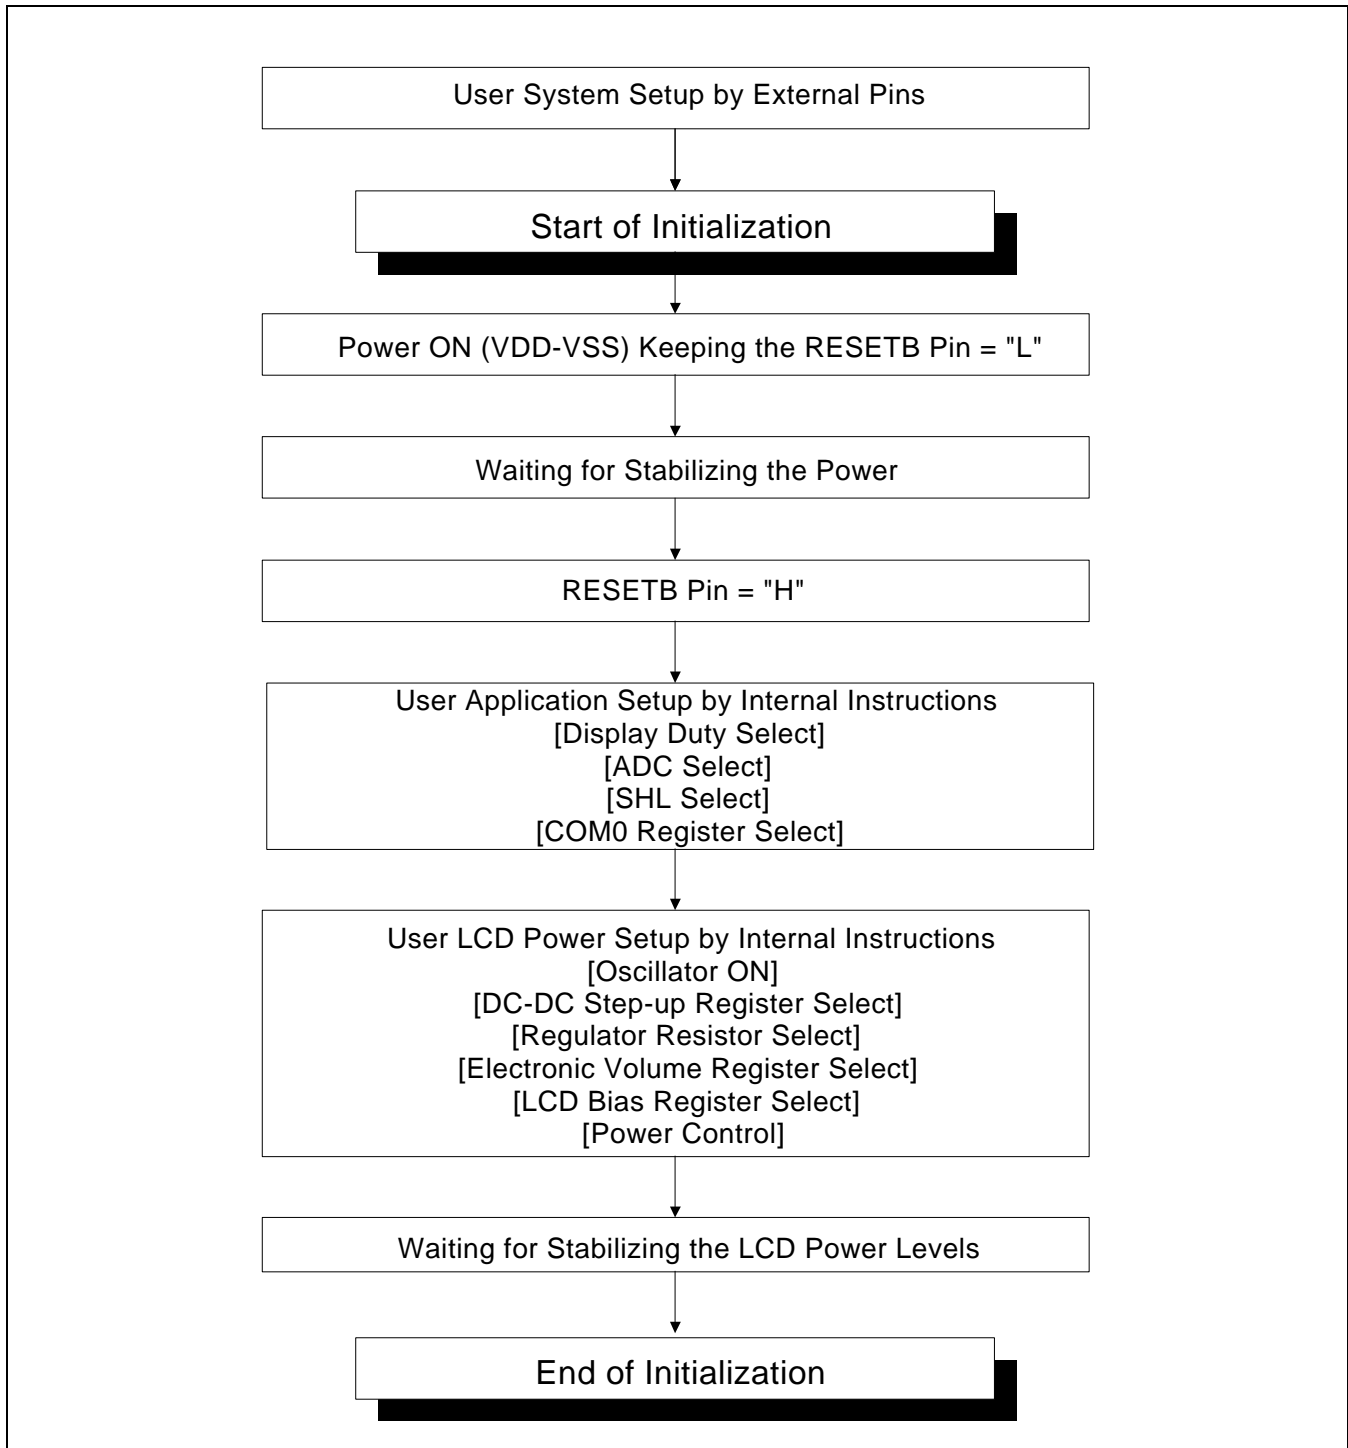 User System Setup by External Pins
Start of Initialization
Power ON (VDD-VSS) Keeping the RESETB Pin = "L"
Waiting for Stabilizing the Power
RESETB Pin = "H"
User Application Setup by Internal Instructions
[Display Duty Select]
[ADC Select]
[SHL Select]
[COM0 Register Select]
User LCD Power Setup by Internal Instructions
[Oscillator ON]
[DC-DC Step-up Register Select]
[Regulator Resistor Select]
[Electronic Volume Register Select]
[LCD Bias Register Select]
[Power Control]
Waiting for Stabilizing the LCD Power Levels
End of Initialization